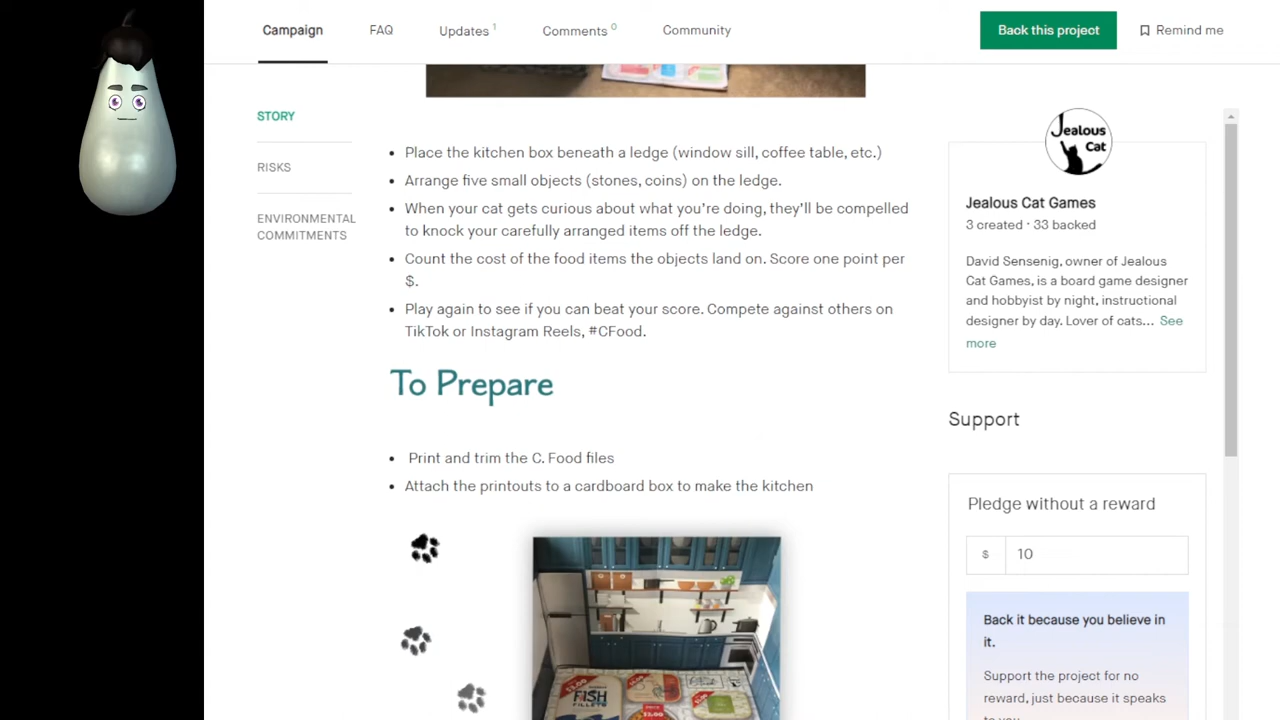 Campaign
FAQ
Updates 1
Comments 0
Community
Back this project
Remind me
STORY
RISKS
ENVIRONMENTAL
COMMITMENTS
• Place the kitchen box beneath a ledge (window sill, coffee table, etc.)
• Arrange five small objects (stones, coins) on the ledge.
• When your cat gets curious about what you’re doing, they’ll be compelled
to knock your carefully arranged items off the ledge.
• Count the cost of the food items the objects land on. Score one point per
$.
• Play again to see if you can beat your score. Compete against others on
TikTok or Instagram Reels, #CFood.
To Prepare
• Print and trim the C. Food files
• Attach the printouts to a cardboard box to make the kitchen
FISH
FILLETS
Jealous
Cat
Jealous Cat Games
3 created · 33 backed
David Sensenig, owner of Jealous
Cat Games, is a board game designer
and hobbyist by night, instructional
designer by day. Lover of cats... See
more
Support
Pledge without a reward
$ 10
Back it because you believe in
it.
Support the project for no
reward, just because it speaks
to you.